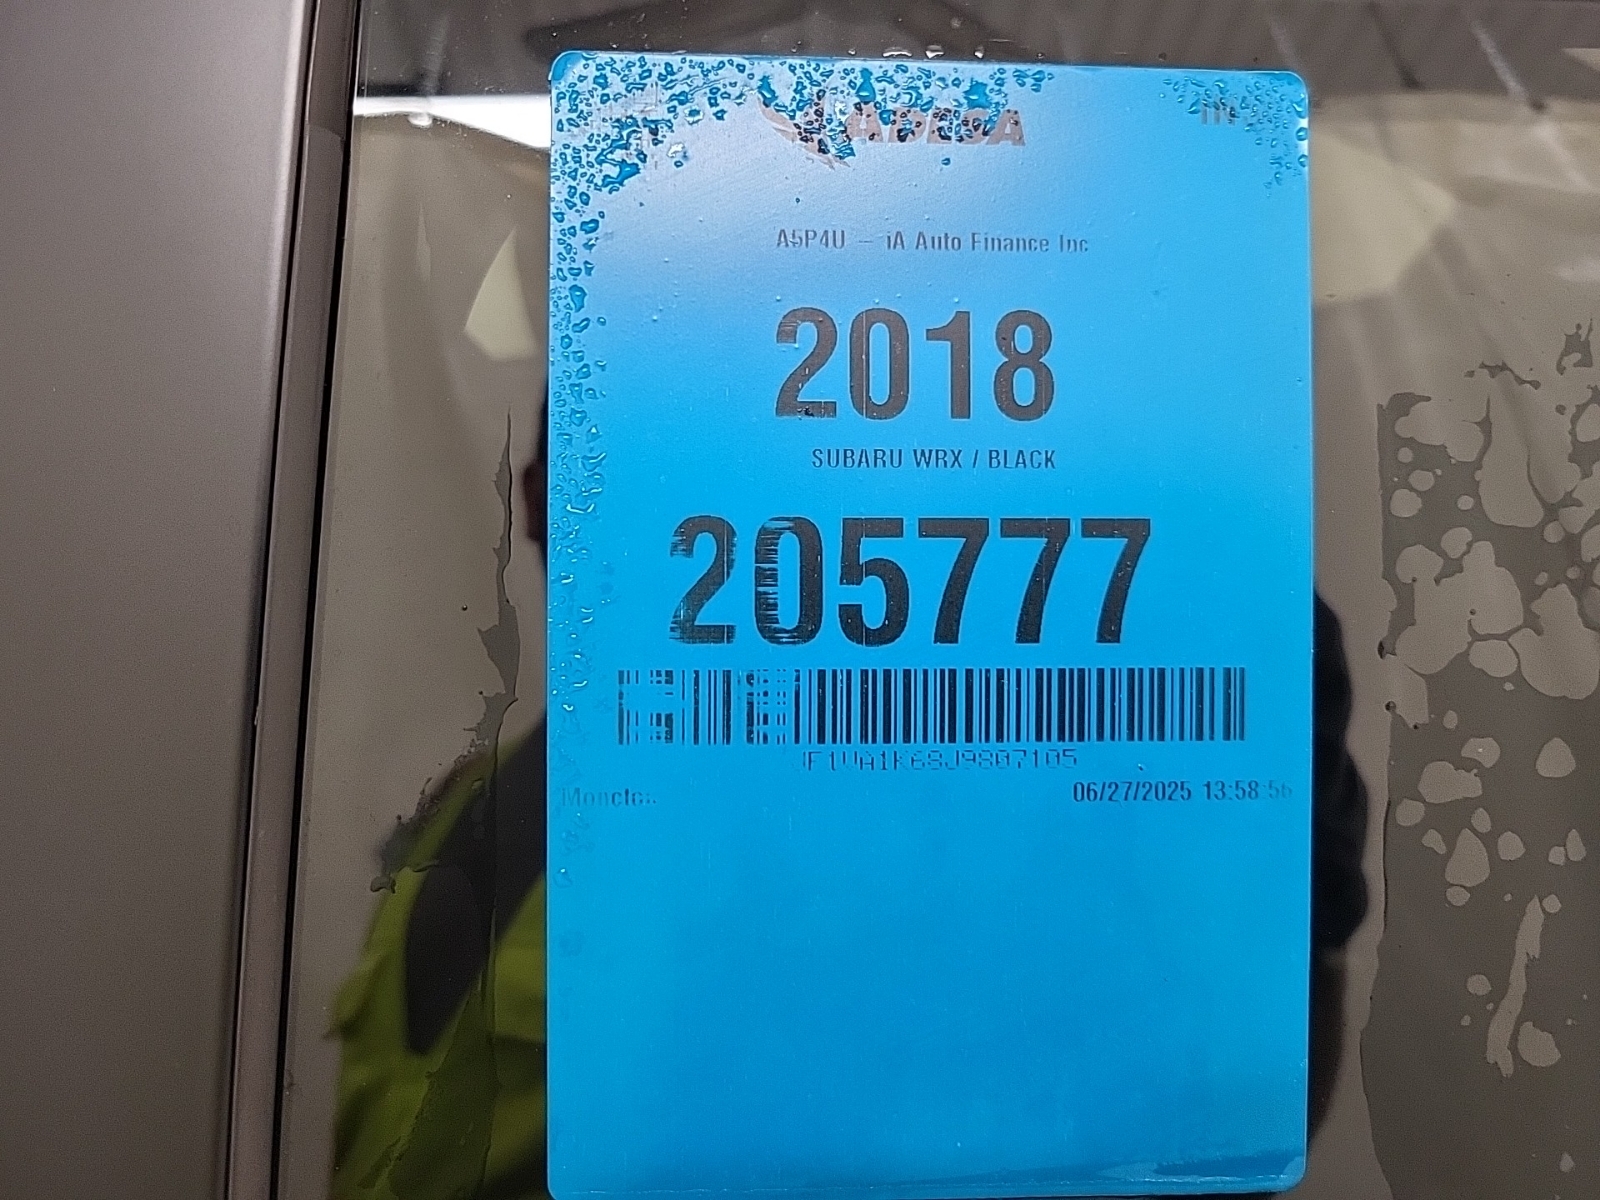 ADESA
A5P4U - iA Auto Finance Inc
2018
SUBARU WRX / BLACK
205777
06/27/2025 13:58:56